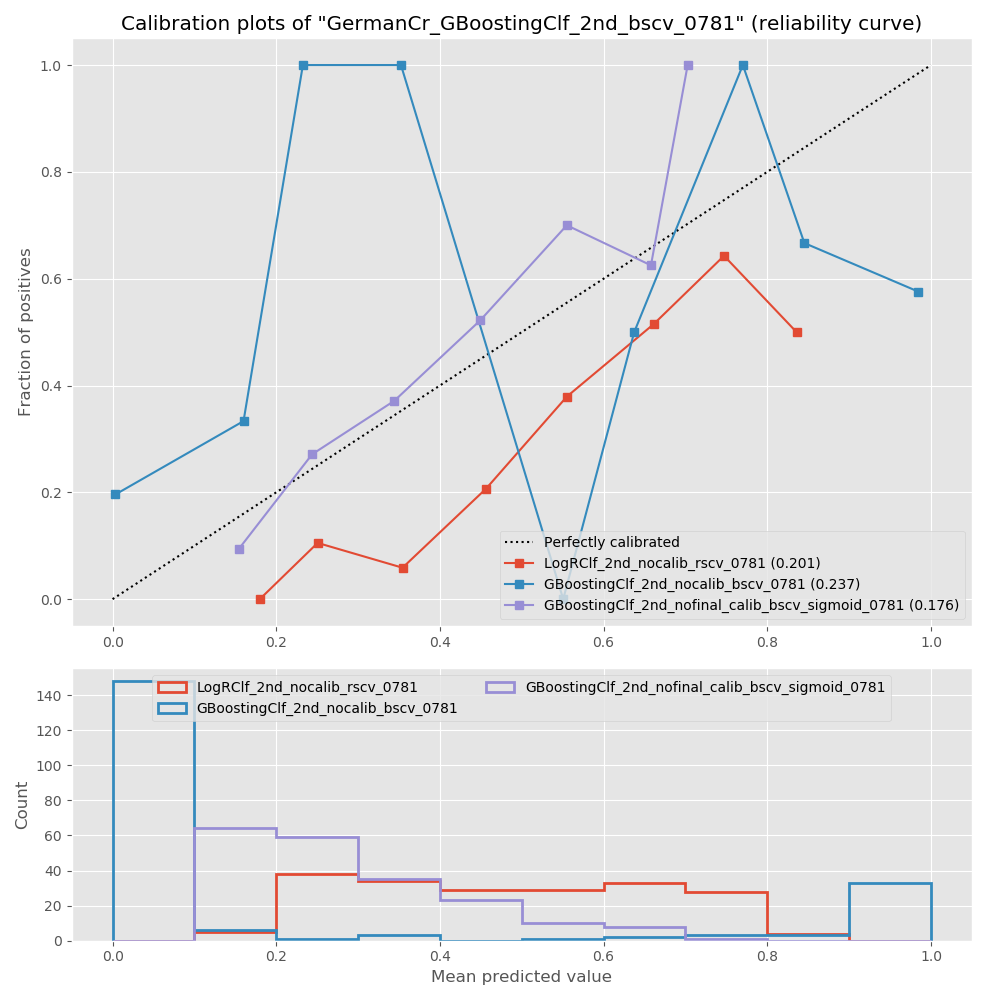 Calibration plots of "GermanCr_GBoostingClf_2nd_bscv_0781" (reliability curve)
1.0
0.8
0.6
0.4
0.2
0.0
Fraction of positives
Perfectly calibrated
LogRClf_2nd_nocalib_rscv_0781 (0.201)
GBoostingClf_2nd_nocalib_bscv_0781 (0.237)
GBoostingClf_2nd_nofinal_calib_bscv_sigmoid_0781 (0.176)
0.0 0.2 0.4 0.6 0.8 1.0
LogRClf_2nd_nocalib_rscv_0781
GBoostingClf_2nd_nocalib_bscv_0781
GBoostingClf_2nd_nofinal_calib_bscv_sigmoid_0781
140
120
100
80
60
40
20
0
Count
0.0 0.2 0.4 0.6 0.8 1.0
Mean predicted value